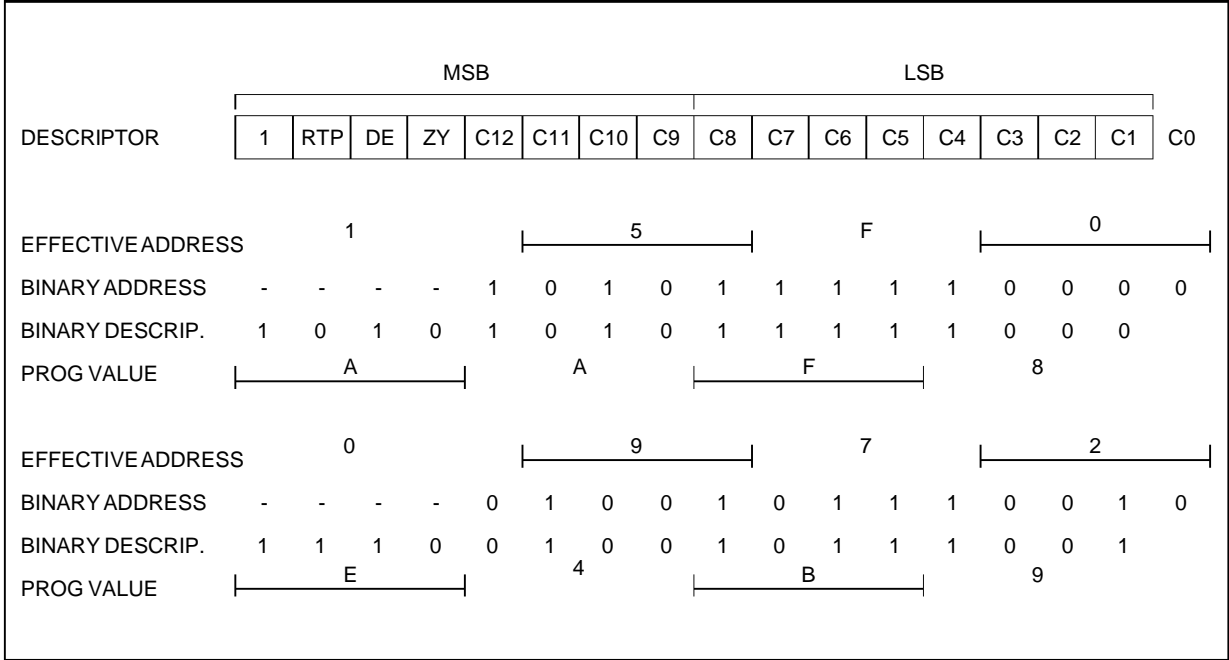 MSB LSB
DESCRIPTOR 1 RTP DE ZY C12 C11 C10 C9 C8 C7 C6 C5 C4 C3 C2 C1 C0
EFFECTIVE ADDRESS 1 5 F 0
BINARY ADDRESS - - - - 1 0 1 0 1 1 1 1 1 0 0 0 0
BINARY DESCRIP. 1 0 1 0 1 0 1 0 1 1 1 1 1 0 0 0
PROG VALUE A A F 8
EFFECTIVE ADDRESS 0 9 7 2
BINARY ADDRESS - - - - 0 1 0 0 1 0 1 1 1 0 0 1 0
BINARY DESCRIP. 1 1 1 0 0 1 0 0 1 0 1 1 1 0 0 1
PROG VALUE E 4 B 9